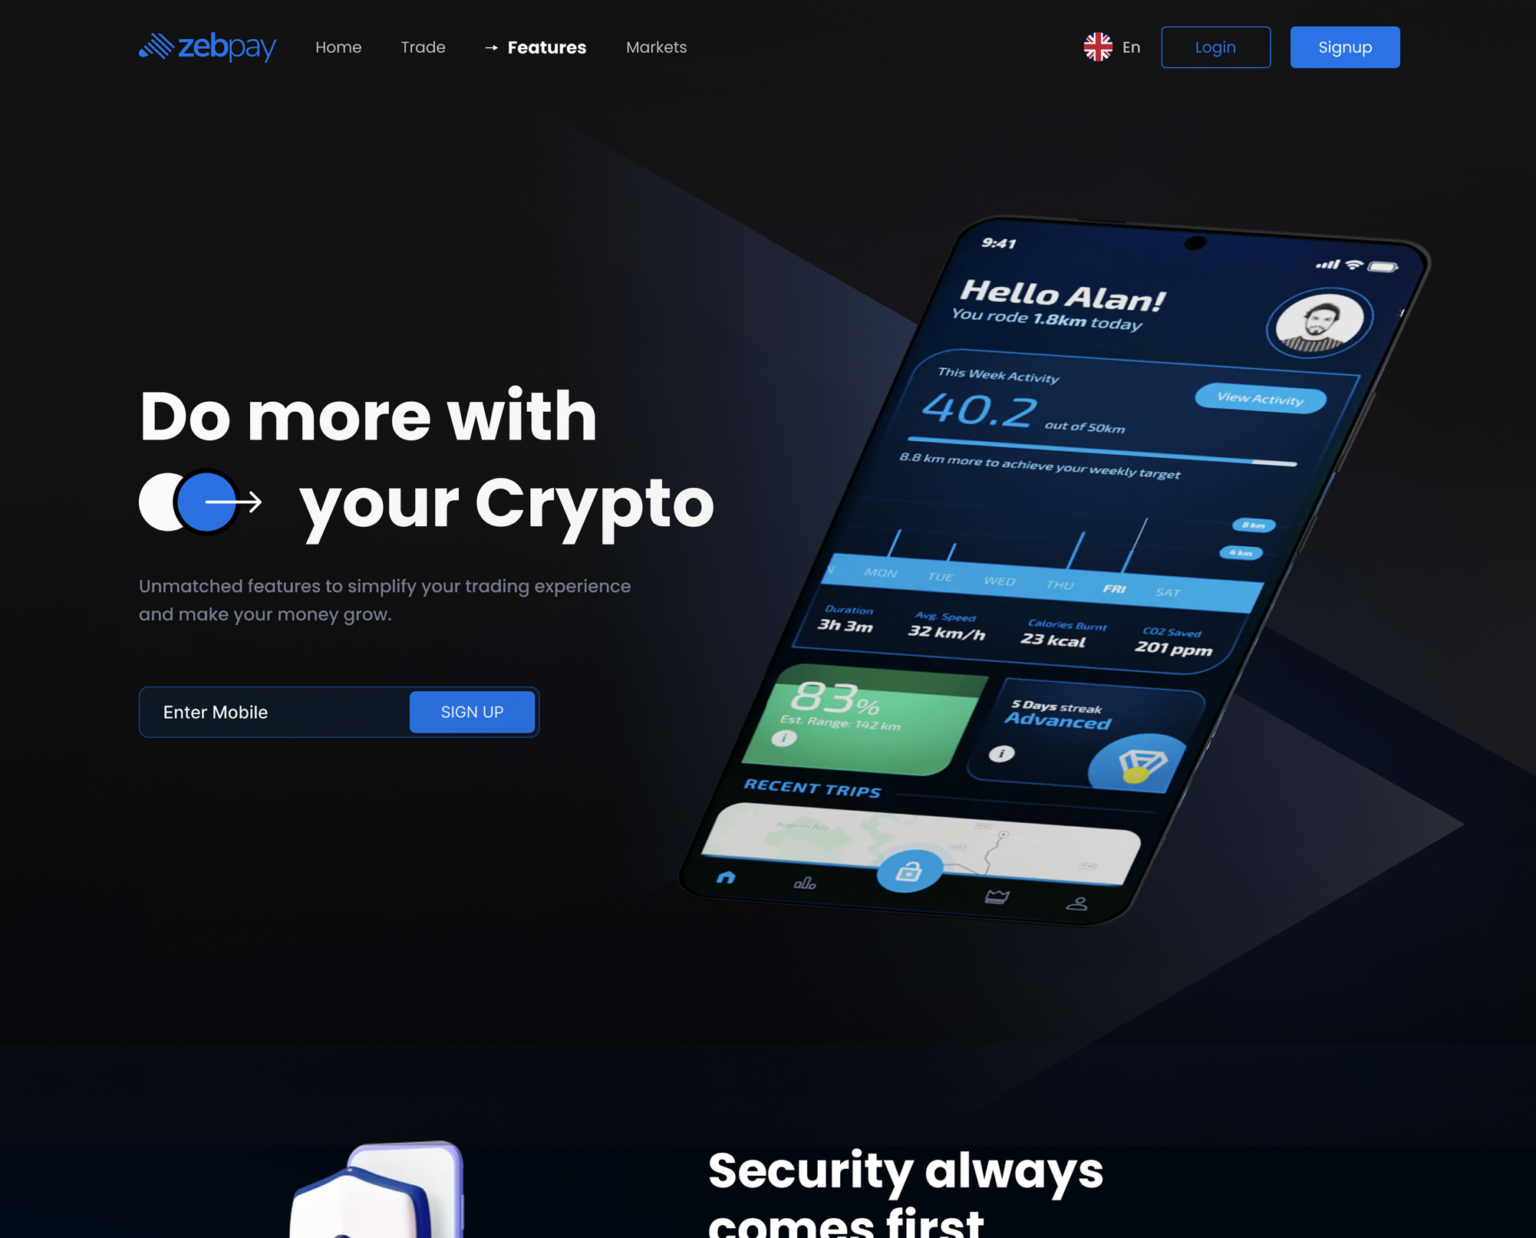 zebpay
Home
Trade
Features
Markets
En
Login
Signup
Do more with
your Crypto
Unmatched features to simplify your trading experience
and make your money grow.
Enter Mobile
SIGN UP
9:41
Hello Alan!
You rode 1.8km today
This Week Activity
View Activity
40.2 out of 50km
8.8 km more to achieve your weekly target
8 km
4 km
N MON TUE WED THU FRI SAT
Duration
3h 3m
Avg. Speed
32 km/h
Calories Burnt
23 kcal
CO2 Saved
201 ppm
83%
Est. Range: 142 km
5 Days streak
Advanced
RECENT TRIPS
Security always
comes first